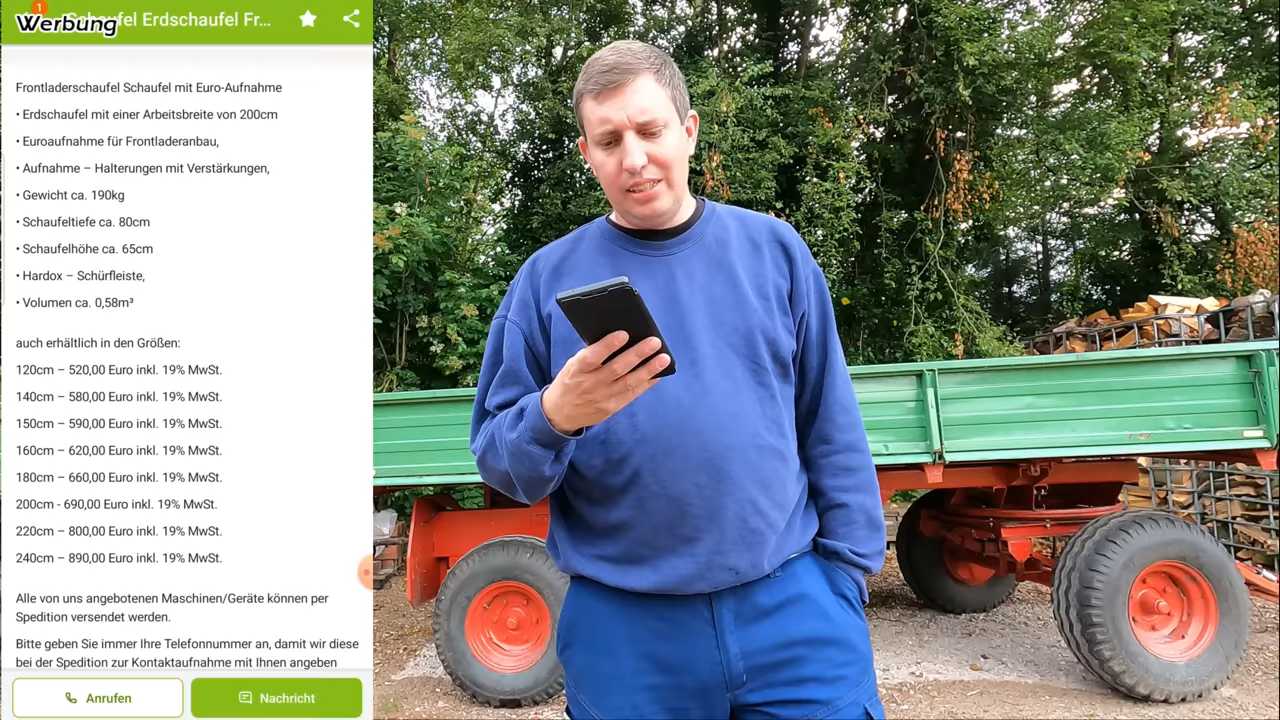 1
Werbung
Schaufel Erdschaufel Fr...
Frontladerschaufel Schaufel mit Euro-Aufnahme
• Erdschaufel mit einer Arbeitsbreite von 200cm
• Euroaufnahme für Frontladeranbau,
• Aufnahme – Halterungen mit Verstärkungen,
• Gewicht ca. 190kg
• Schaufeltiefe ca. 80cm
• Schaufelhöhe ca. 65cm
• Hardox – Schürfleiste,
• Volumen ca. 0,58m³
auch erhältlich in den Größen:
120cm – 520,00 Euro inkl. 19% MwSt.
140cm – 580,00 Euro inkl. 19% MwSt.
150cm – 590,00 Euro inkl. 19% MwSt.
160cm – 620,00 Euro inkl. 19% MwSt.
180cm – 660,00 Euro inkl. 19% MwSt.
200cm - 690,00 Euro inkl. 19% MwSt.
220cm – 800,00 Euro inkl. 19% MwSt.
240cm – 890,00 Euro inkl. 19% MwSt.
Alle von uns angebotenen Maschinen/Geräte können per
Spedition versendet werden.
Bitte geben Sie immer Ihre Telefonnummer an, damit wir diese
bei der Spedition zur Kontaktaufnahme mit Ihnen angeben
Anrufen
Nachricht